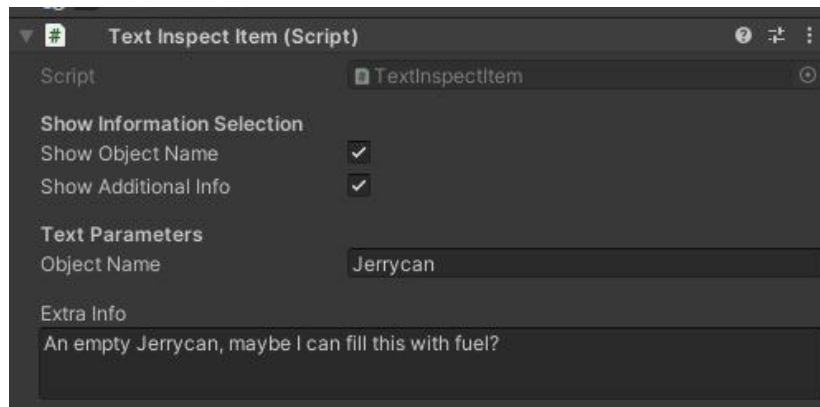 # Text Inspect Item (Script)
Script # TextInspectItem
Show Information Selection
Show Object Name
Show Additional Info
Text Parameters
Object Name Jerrycan
Extra Info
An empty Jerrycan, maybe I can fill this with fuel?